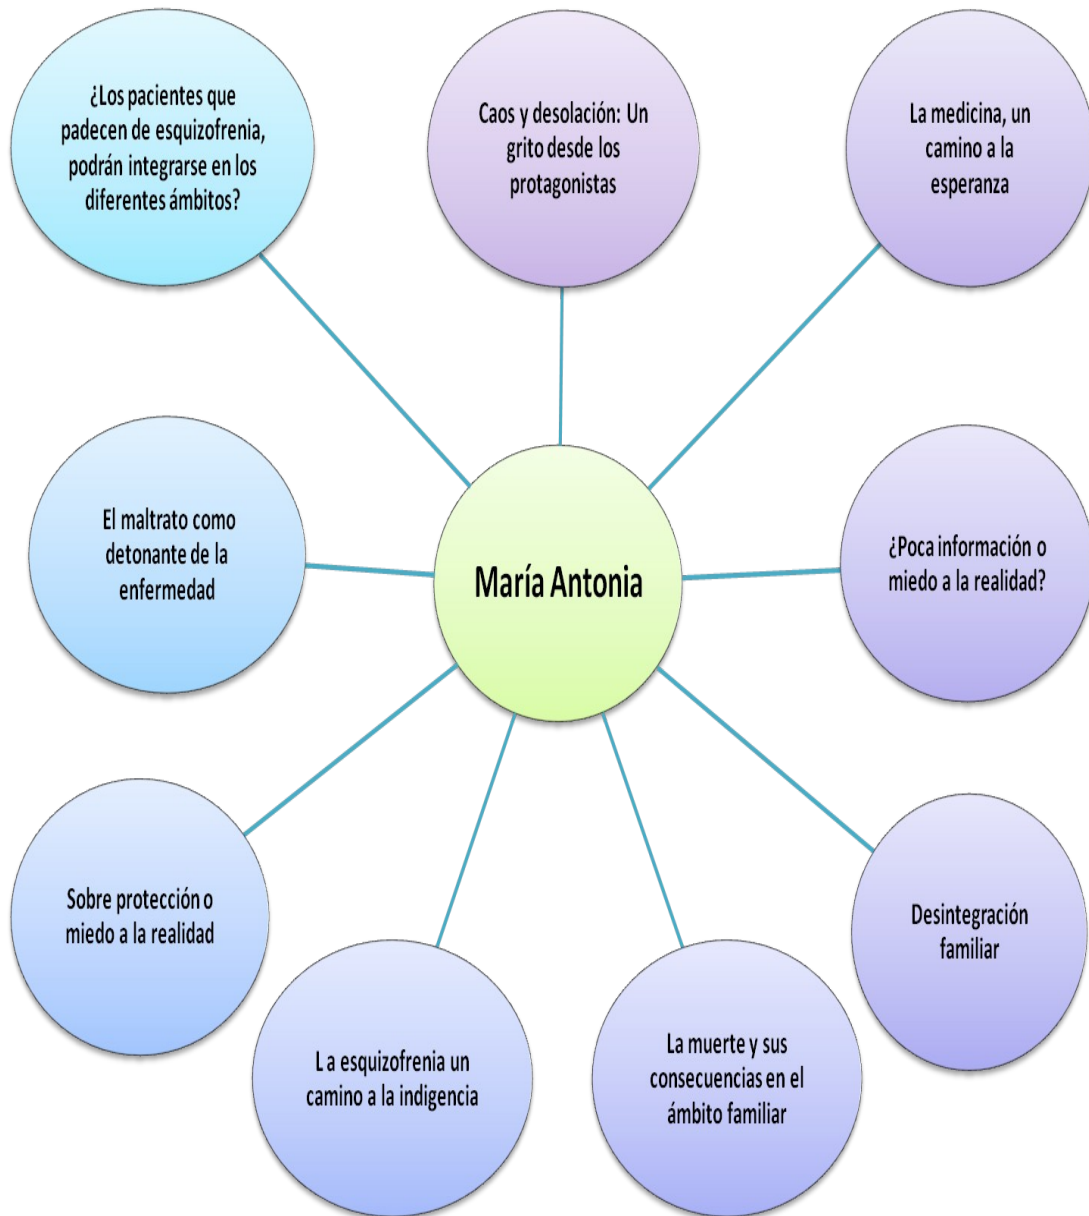 ¿Los pacientes que
padecen de esquizofrenia,
podrán integrarse en los
diferentes ámbitos?
Caos y desolación: Un
grito desde los
protagonistas
La medicina, un
camino a la
esperanza
El maltrato como
detonante de la
enfermedad
María Antonia
¿Poca información o
miedo a la realidad?
Sobre protección o
miedo a la realidad
Desintegración
familiar
L a esquizofrenia un
camino a la indigencia
La muerte y sus
consecuencias en el
ámbito familiar